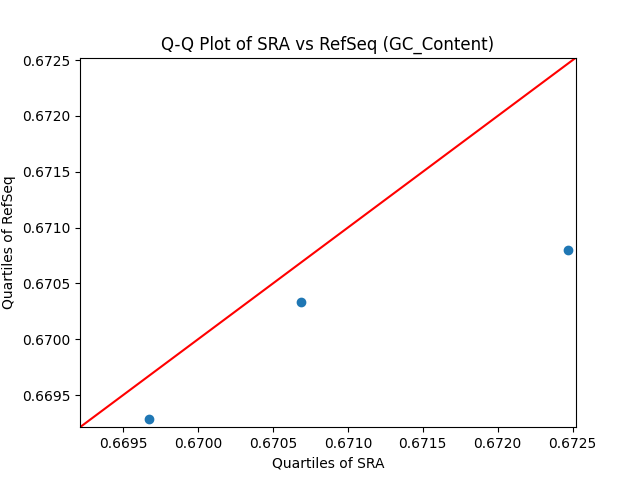 Q-Q Plot of SRA vs RefSeq (GC_Content)
Quartiles of RefSeq
0.6725
0.6720
0.6715
0.6710
0.6705
0.6700
0.6695
0.6695 0.6700 0.6705 0.6710 0.6715 0.6720 0.6725
Quartiles of SRA